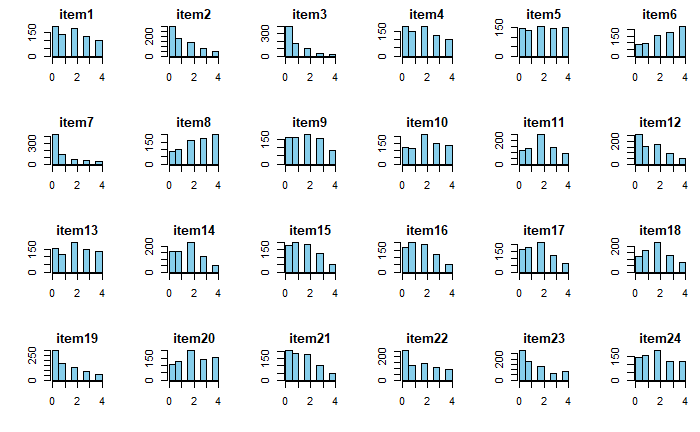 item1 item2 item3 item4 item5 item6
0 150 0 200 0 300 0 150 0 150 0 150
0 2 4 0 2 4 0 2 4 0 2 4 0 2 4 0 2 4
item7 item8 item9 item10 item11 item12
0 300 0 150 0 150 0 150 0 200 0 200
0 2 4 0 2 4 0 2 4 0 2 4 0 2 4 0 2 4
item13 item14 item15 item16 item17 item18
0 150 0 200 0 150 0 150 0 150 0 200
0 2 4 0 2 4 0 2 4 0 2 4 0 2 4 0 2 4
item19 item20 item21 item22 item23 item24
0 250 0 150 0 150 0 200 0 200 0 150
0 2 4 0 2 4 0 2 4 0 2 4 0 2 4 0 2 4